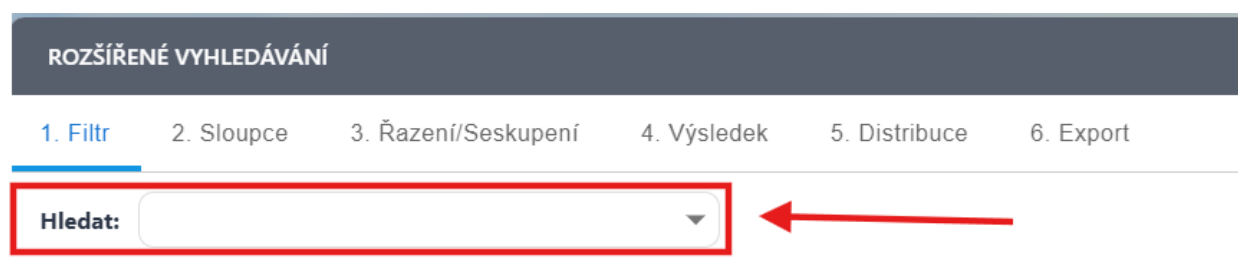 ROZŠÍŘENÉ VYHLEDÁVÁNÍ
1. Filtr 2. Sloupce 3. Řazení/Seskupení 4. Výsledek 5. Distribuce 6. Export
Hledat: